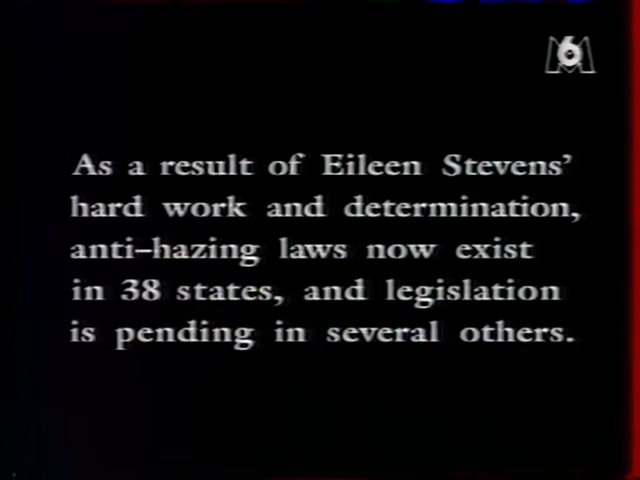 M6
As a result of Eileen Stevens'
hard work and determination,
anti-hazing laws now exist
in 38 states, and legislation
is pending in several others.